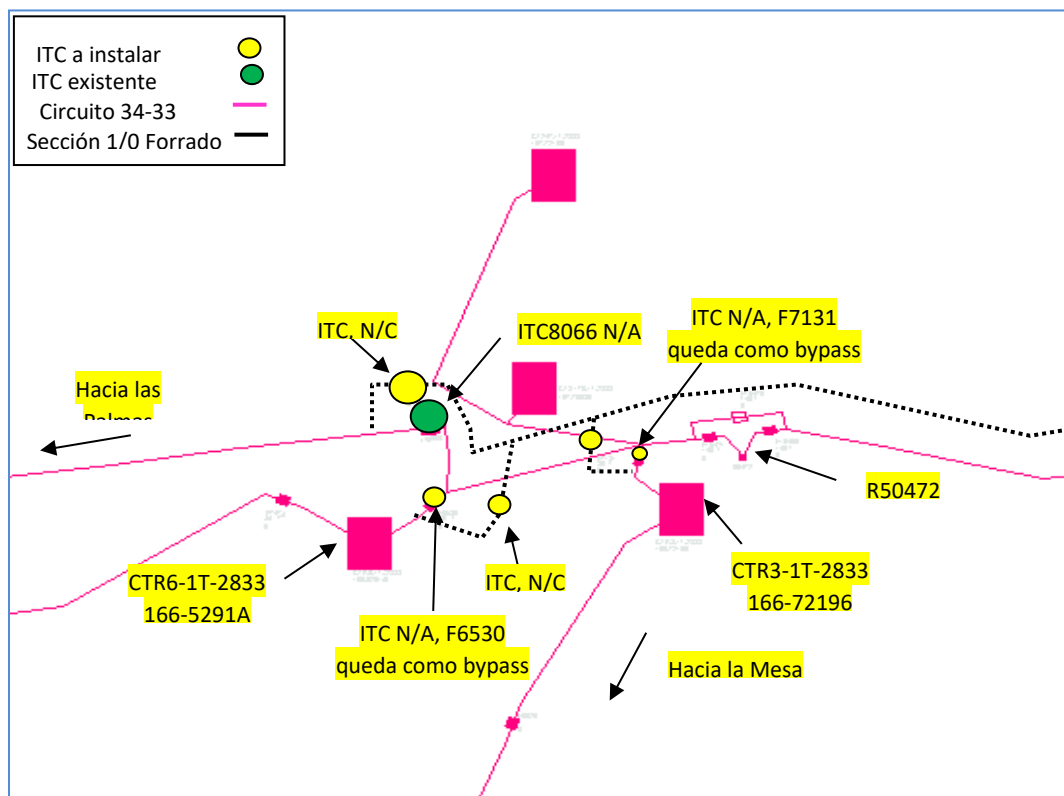 ITC a instalar
ITC existente
Circuito 34-33
Sección 1/0 Forrado
ITC, N/C
ITC8066 N/A
ITC N/A, F7131
queda como bypass
Hacia las
Palmas
R50472
CTR6-1T-2833
166-5291A
ITC, N/C
CTR3-1T-2833
166-72196
ITC N/A, F6530
queda como bypass
Hacia la Mesa